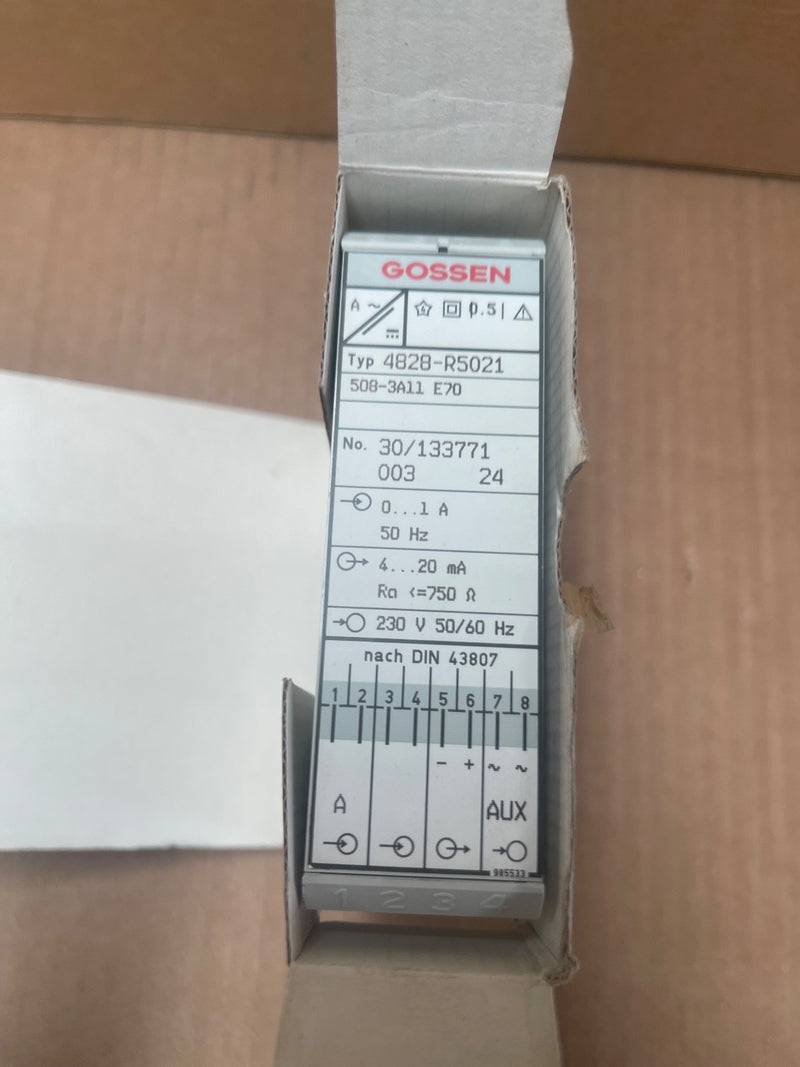 GOSSEN
A ~ 0.5
Typ 4828-R5021
508-3A11 E70
No. 30/133771
003 24
0...1 A
50 Hz
4...20 mA
Ra <=750 Ω
230 V 50/60 Hz
nach DIN 43807
1 2 3 4 5 6 7 8
- + ~ ~
A AUX
985533
1 2 3 4